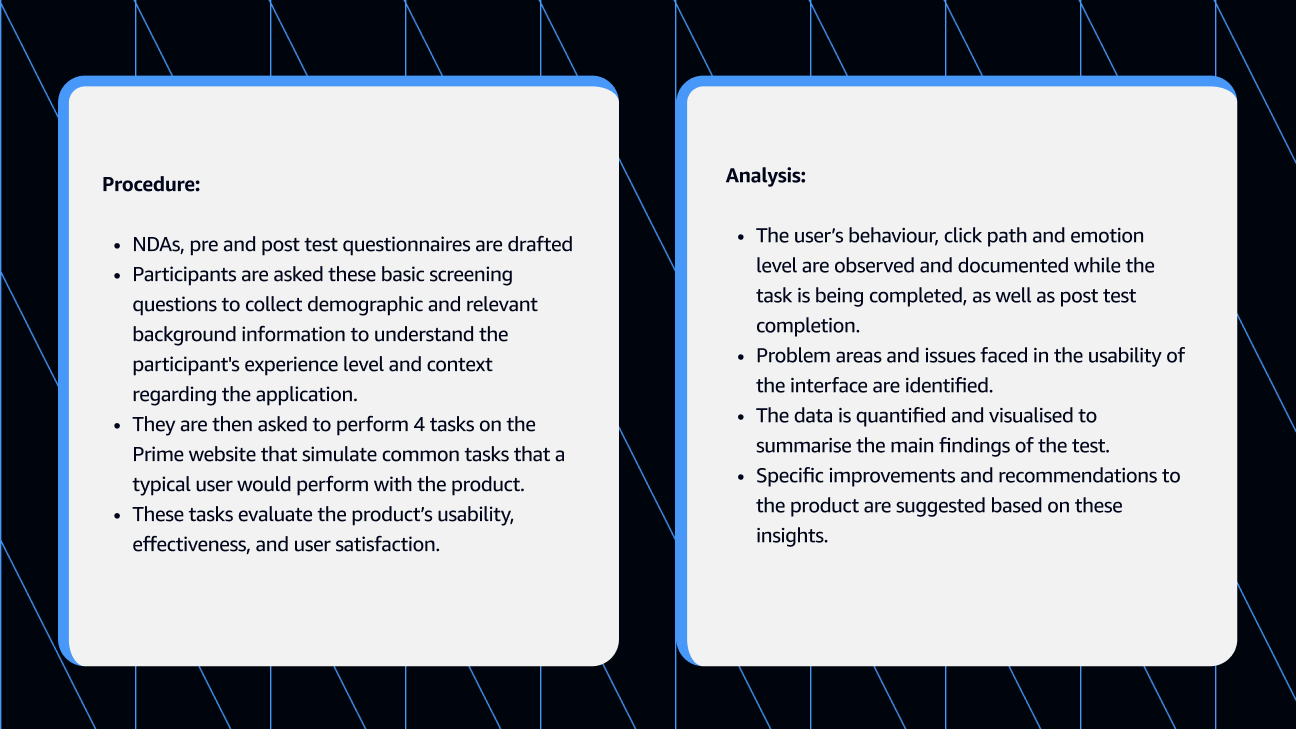 Procedure:
• NDAs, pre and post test questionnaires are drafted
• Participants are asked these basic screening
questions to collect demographic and relevant
background information to understand the
participant's experience level and context
regarding the application.
• They are then asked to perform 4 tasks on the
Prime website that simulate common tasks that a
typical user would perform with the product.
• These tasks evaluate the product’s usability,
effectiveness, and user satisfaction.
Analysis:
• The user’s behaviour, click path and emotion
level are observed and documented while the
task is being completed, as well as post test
completion.
• Problem areas and issues faced in the usability of
the interface are identified.
• The data is quantified and visualised to
summarise the main findings of the test.
• Specific improvements and recommendations to
the product are suggested based on these
insights.